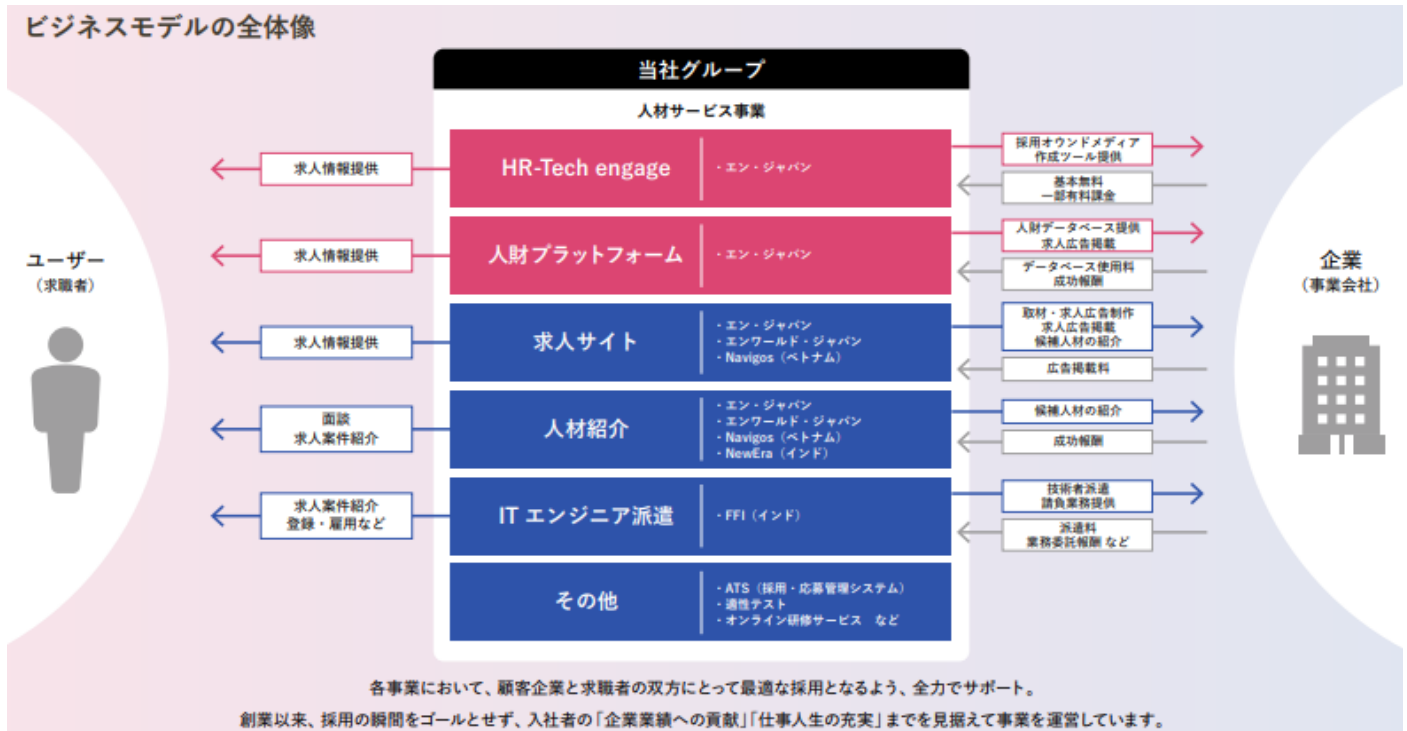 ビジネスモデルの全体像
当社グループ
人材サービス事業
ユーザー
（求職者）
企業
（事業会社）
求人情報提供
HR-Tech engage
・エン・ジャパン
採用オウンドメディア
作成ツール提供
基本無料
一部有料課金
求人情報提供
人財プラットフォーム
・エン・ジャパン
人財データベース提供
求人広告掲載
データベース使用料
成功報酬
求人情報提供
求人サイト
・エン・ジャパン
・エンワールド・ジャパン
・Navigos（ベトナム）
取材・求人広告制作
求人広告掲載
候補人材の紹介
広告掲載料
面談
求人案件紹介
人材紹介
・エン・ジャパン
・エンワールド・ジャパン
・Navigos（ベトナム）
・NewEra（インド）
候補人材の紹介
成功報酬
求人案件紹介
登録・雇用など
IT エンジニア派遣
・FFI（インド）
技術者派遣
請負業務提供
派遣料
業務委託報酬 など
その他
・ATS（採用・応募管理システム）
・適性テスト
・オンライン研修サービス　など
各事業において、顧客企業と求職者の双方にとって最適な採用となるよう、全力でサポート。
創業以来、採用の瞬間をゴールとせず、入社者の「企業業績への貢献」「仕事人生の充実」までを見据えて事業を運営しています。